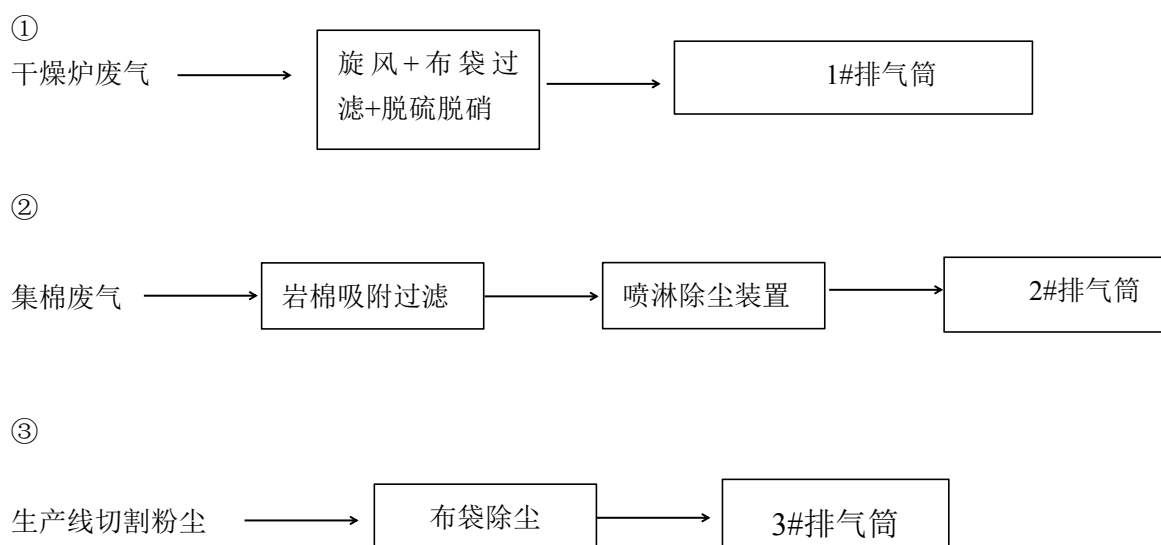 ①
干燥炉废气
旋风+布袋过
滤+脱硫脱硝
1#排气筒
②
集棉废气
岩棉吸附过滤
喷淋除尘装置
2#排气筒
③
生产线切割粉尘
布袋除尘
3#排气筒